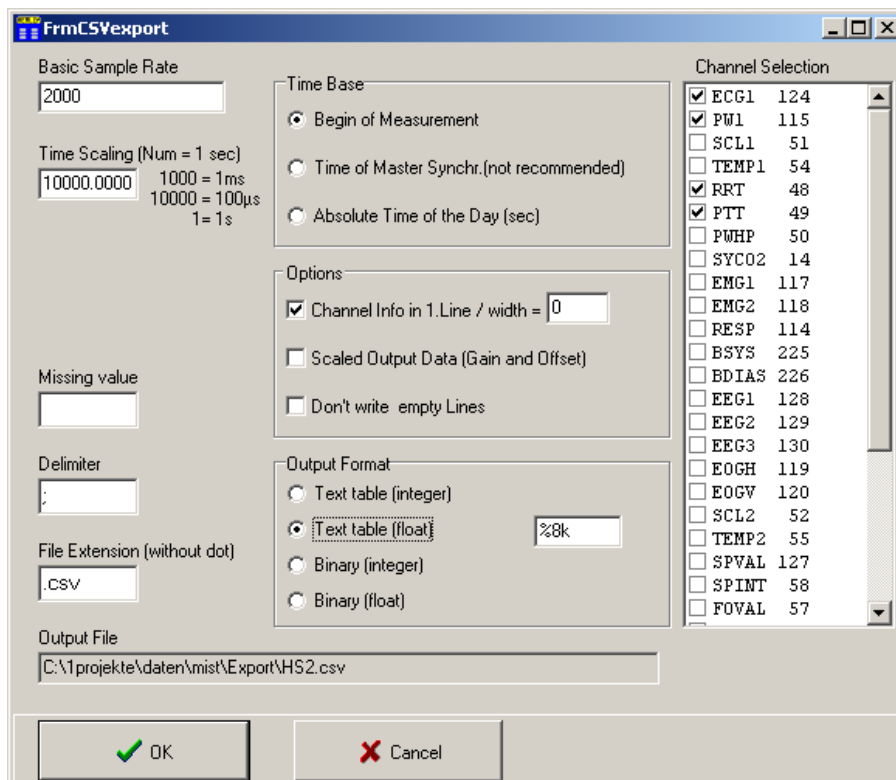 FrmCSVexport
Basic Sample Rate
2000
Time Scaling (Num = 1 sec)
10000.0000
1000 = 1ms
10000 = 100µs
1= 1s
Missing value
Delimiter
;
File Extension (without dot)
.csv
Output File
C:\1projekte\daten\mist\Export\HS2.csv
Time Base
Begin of Measurement
Time of Master Synchr.(not recommended)
Absolute Time of the Day (sec)
Options
Channel Info in 1.Line / width = 0
Scaled Output Data (Gain and Offset)
Don't write empty Lines
Output Format
Text table (integer)
Text table (float) %8k
Binary (integer)
Binary (float)
Channel Selection
ECG1 124
PW1 115
SCL1 51
TEMP1 54
RRT 48
PTT 49
PWHP 50
SYCO2 14
EMG1 117
EMG2 118
RESP 114
BSYS 225
BDIAS 226
EEG1 128
EEG2 129
EEG3 130
EOGH 119
EOGV 120
SCL2 52
TEMP2 55
SPVAL 127
SPINT 58
FOVAL 57
OK
Cancel